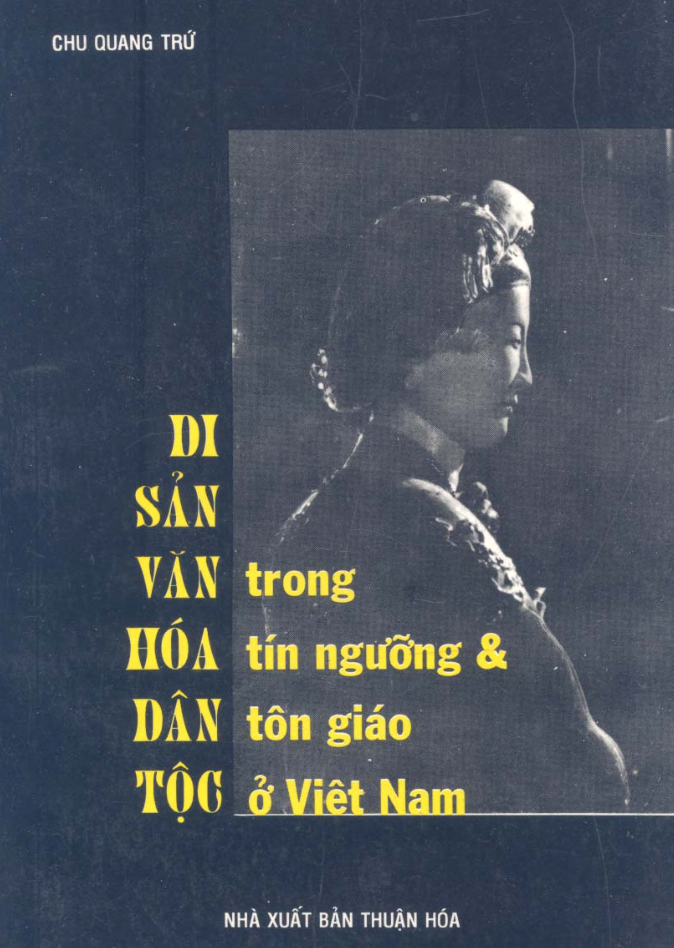 CHU QUANG TRỨ
DI
SẢN
VĂN trong
HÓA tín ngưỡng &
DÂN tôn giáo
TỘC ở Việt Nam
NHÀ XUẤT BẢN THUẬN HÓA